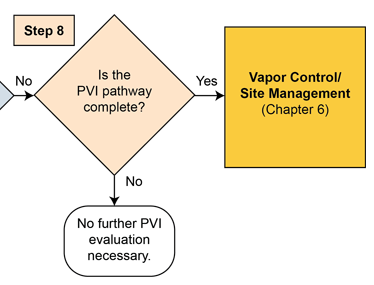 Step 8
No
Is the
PVI pathway
complete?
Yes
Vapor Control/
Site Management
(Chapter 6)
No
No further PVI
evaluation
necessary.